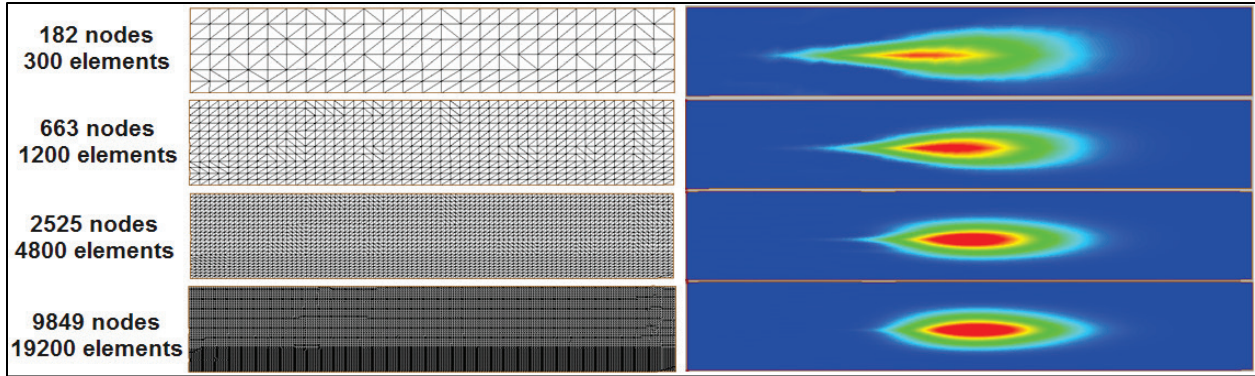 182 nodes
300 elements
663 nodes
1200 elements
2525 nodes
4800 elements
9849 nodes
19200 elements